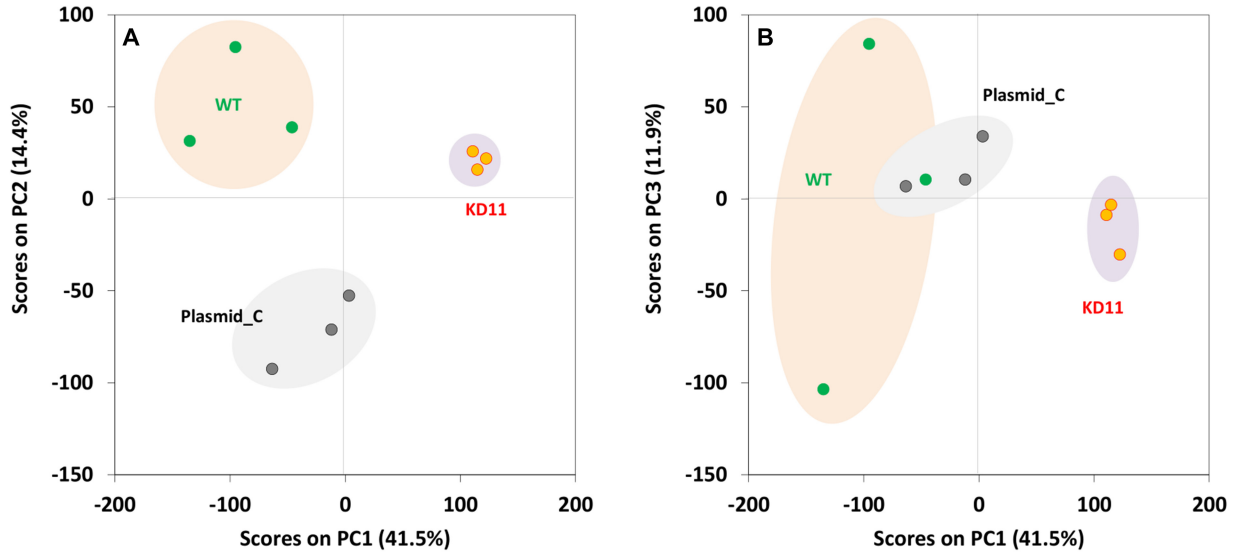 A
100
50
0
-50
-100
-150
-200
-100
0
100
200
Scores on PC2 (14.4%)
Scores on PC1 (41.5%)
WT
KD11
Plasmid_C
B
100
50
0
-50
-100
-150
-200
-100
0
100
200
Scores on PC3 (11.9%)
Scores on PC1 (41.5%)
Plasmid_C
WT
KD11